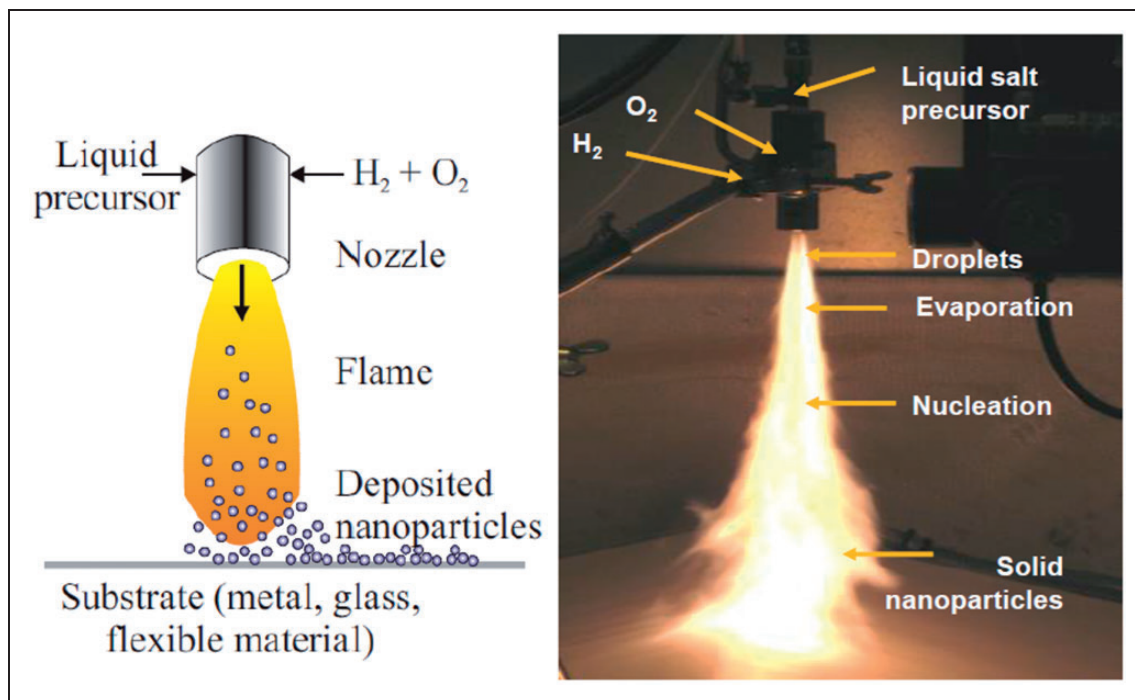 Liquid
precursor
H₂ + O₂
Nozzle
Flame
Deposited
nanoparticles
Substrate (metal, glass,
flexible material)
Liquid salt
precursor
O₂
H₂
Droplets
Evaporation
Nucleation
Solid
nanoparticles